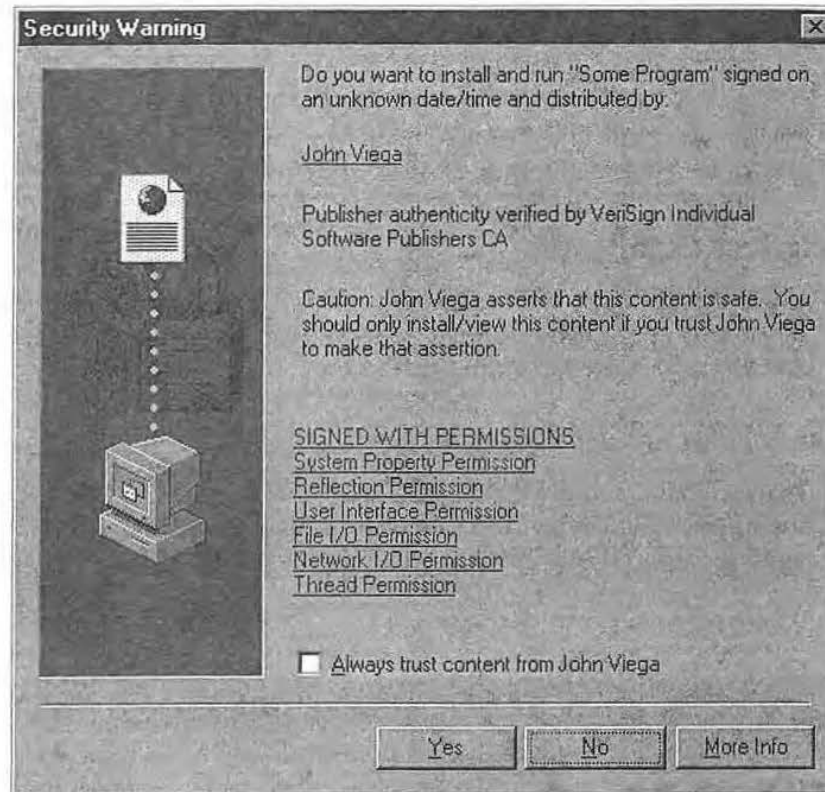 Security Warning
Do you want to install and run "Some Program" signed on
an unknown date/time and distributed by:
John Viega
Publisher authenticity verified by VeriSign Individual
Software Publishers CA
Caution: John Viega asserts that this content is safe. You
should only install/view this content if you trust John Viega
to make that assertion.
SIGNED WITH PERMISSIONS
System Property Permission
Reflection Permission
User Interface Permission
File I/O Permission
Network I/O Permission
Thread Permission
Always trust content from John Viega
Yes
No
More Info